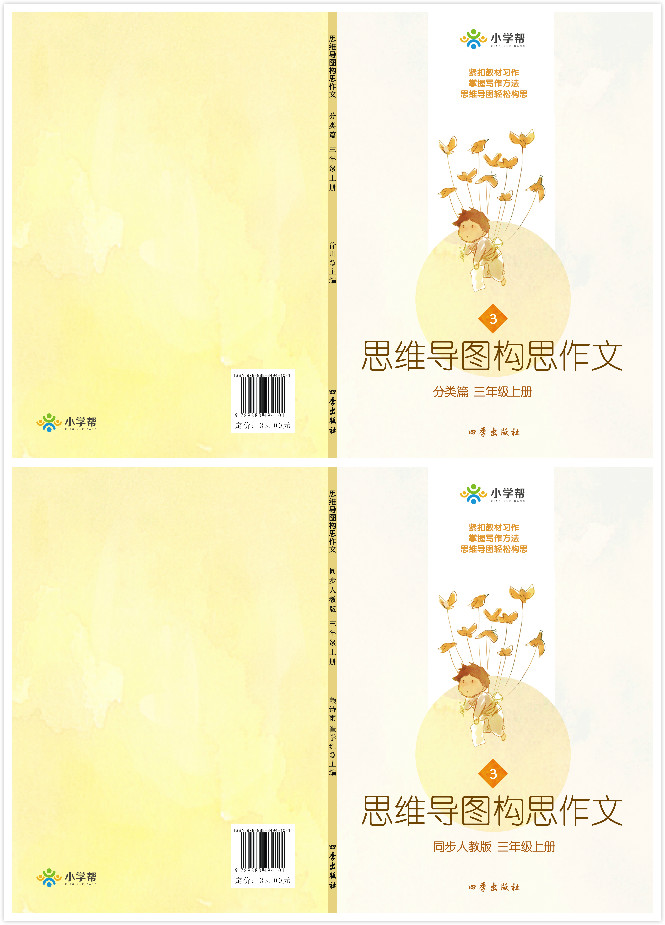 小学帮
紧扣教材习作
掌握写作方法
思维导图轻松构思
3
思维导图构思作文
分类篇 三年级上册
四季出版社
思维导图构思作文 分类篇 三年级上册
四季出版社
小学帮
小学帮
紧扣教材习作
掌握写作方法
思维导图轻松构思
3
思维导图构思作文
同步人教版 三年级上册
四季出版社
思维导图构思作文 同步人教版 三年级上册
四季出版社
小学帮